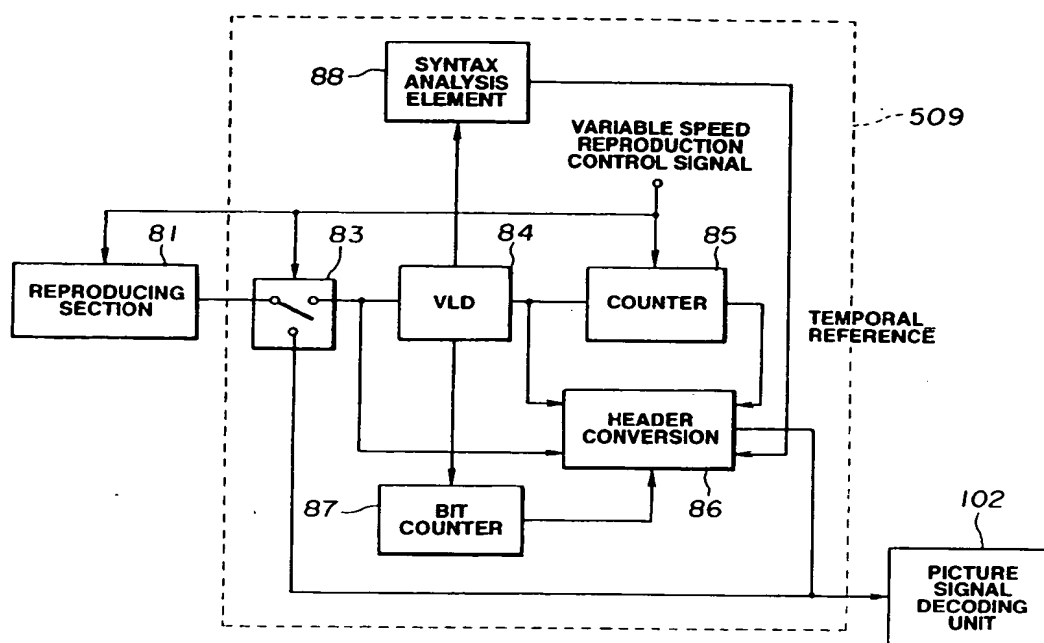 SYNTAX
ANALYSIS
ELEMENT
88
509
VARIABLE SPEED
REPRODUCTION
CONTROL SIGNAL
81
83
84
85
REPRODUCING
SECTION
VLD
COUNTER
TEMPORAL
REFERENCE
HEADER
CONVERSION
86
87
BIT
COUNTER
102
PICTURE
SIGNAL
DECODING
UNIT